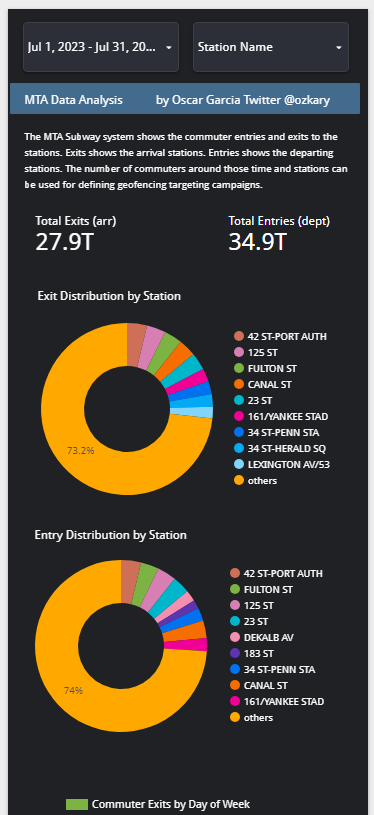 Jul 1, 2023 - Jul 31, 20...
Station Name
MTA Data Analysis by Oscar Garcia Twitter @ozkary
The MTA Subway system shows the commuter entries and exits to the
stations. Exits shows the arrival stations. Entries shows the departing
stations. The number of commuters around those time and stations can
be used for defining geofencing targeting campaigns.
Total Exits (arr)
27.9T
Total Entries (dept)
34.9T
Exit Distribution by Station
73.2%
42 ST-PORT AUTH
125 ST
FULTON ST
CANAL ST
23 ST
161/YANKEE STAD
34 ST-PENN STA
34 ST-HERALD SQ
LEXINGTON AV/53
others
Entry Distribution by Station
74%
42 ST-PORT AUTH
FULTON ST
125 ST
23 ST
DEKALB AV
183 ST
34 ST-PENN STA
CANAL ST
161/YANKEE STAD
others
Commuter Exits by Day of Week